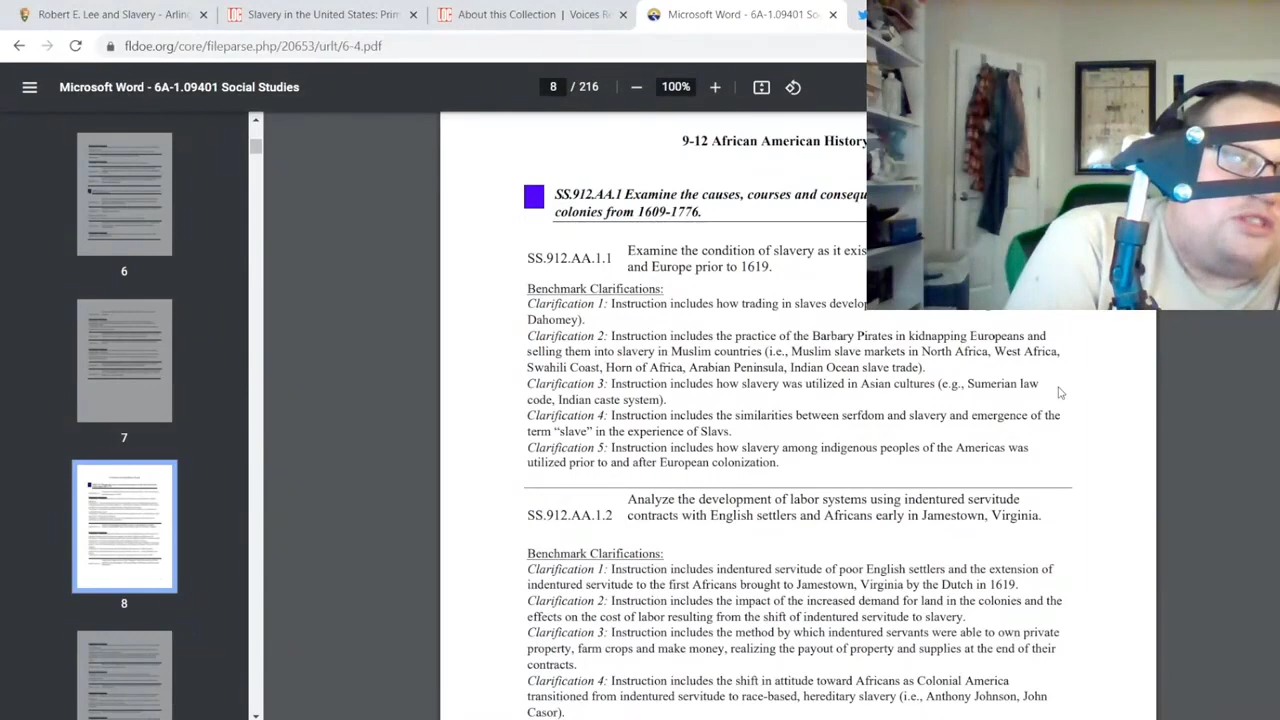 Robert E. Lee and Slavery - Arling
Slavery in the United States: Prim
About this Collection | Voices Re
Microsoft Word - 6A-1.09401 So
fldoe.org/core/fileparse.php/20653/urlt/6-4.pdf
Microsoft Word - 6A-1.09401 Social Studies
8 / 216
100%
6
7
8
9-12 African American History
SS.912.AA.1 Examine the causes, courses and consequ
colonies from 1609-1776.
SS.912.AA.1.1
Examine the condition of slavery as it exis
and Europe prior to 1619.
Benchmark Clarifications:
Clarification 1: Instruction includes how trading in slaves develo
Dahomey).
Clarification 2: Instruction includes the practice of the Barbary Pirates in kidnapping Europeans and
selling them into slavery in Muslim countries (i.e., Muslim slave markets in North Africa, West Africa,
Swahili Coast, Horn of Africa, Arabian Peninsula, Indian Ocean slave trade).
Clarification 3: Instruction includes how slavery was utilized in Asian cultures (e.g., Sumerian law
code, Indian caste system).
Clarification 4: Instruction includes the similarities between serfdom and slavery and emergence of the
term “slave” in the experience of Slavs.
Clarification 5: Instruction includes how slavery among indigenous peoples of the Americas was
utilized prior to and after European colonization.
Analyze the development of labor systems using indentured servitude
SS.912.AA.1.2 contracts with English settlers and Africans early in Jamestown, Virginia.
Benchmark Clarifications:
Clarification 1: Instruction includes indentured servitude of poor English settlers and the extension of
indentured servitude to the first Africans brought to Jamestown, Virginia by the Dutch in 1619.
Clarification 2: Instruction includes the impact of the increased demand for land in the colonies and the
effects on the cost of labor resulting from the shift of indentured servitude to slavery.
Clarification 3: Instruction includes the method by which indentured servants were able to own private
property, farm crops and make money, realizing the payout of property and supplies at the end of their
contracts.
Clarification 4: Instruction includes the shift in attitude toward Africans as Colonial America
transitioned from indentured servitude to race-based, hereditary slavery (i.e., Anthony Johnson, John
Casor).